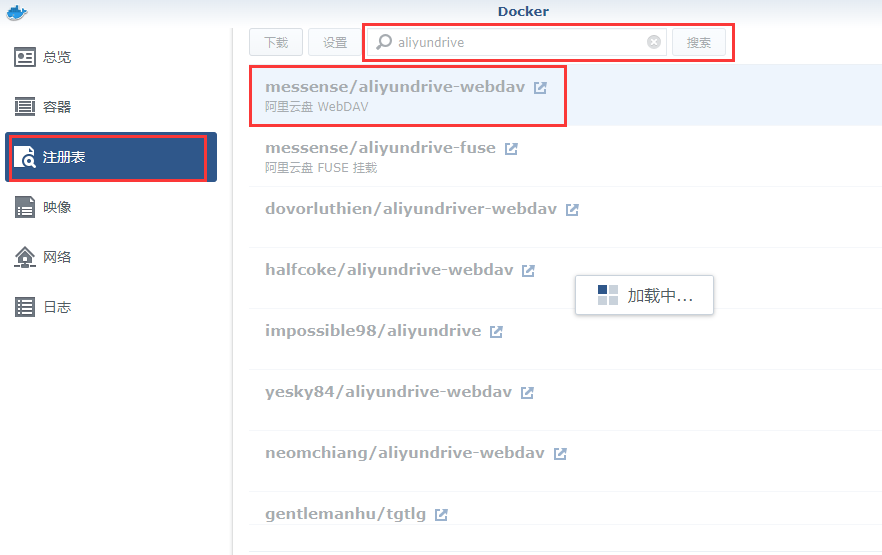 Docker
总览
容器
注册表
映像
网络
日志
下载 设置 aliyundrive 搜索
messense/aliyundrive-webdav
阿里云盘 WebDAV
messense/aliyundrive-fuse
阿里云盘 FUSE 挂载
dovorluthien/aliyundriver-webdav
halfcoke/aliyundrive-webdav
加载中...
impossible98/aliyundrive
yesky84/aliyundrive-webdav
neomchiang/aliyundrive-webdav
gentlemanhu/tgtlg